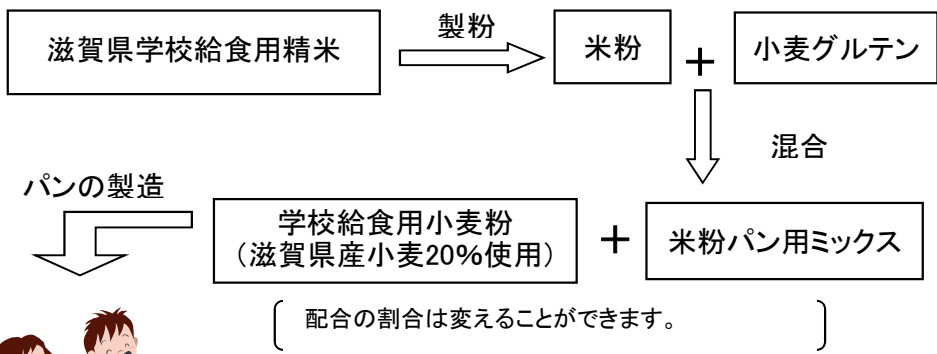 滋賀県学校給食用精米
製粉
米粉
+
小麦グルテン
混合
パンの製造
学校給食用小麦粉
(滋賀県産小麦20%使用)
+
米粉パン用ミックス
配合の割合は変えることができます。